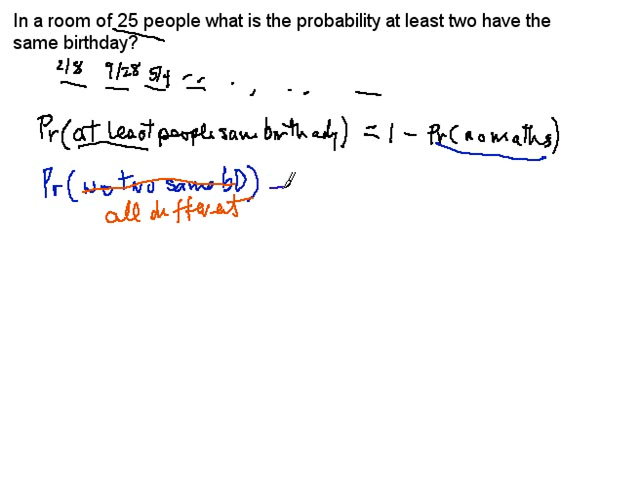 In a room of 25 people what is the probability at least two have the
same birthday?
2/8 9/28 5/4
Pr(at least people same birthday) = 1 - Pr(no maths)
Pr(no two same bD) =
all different